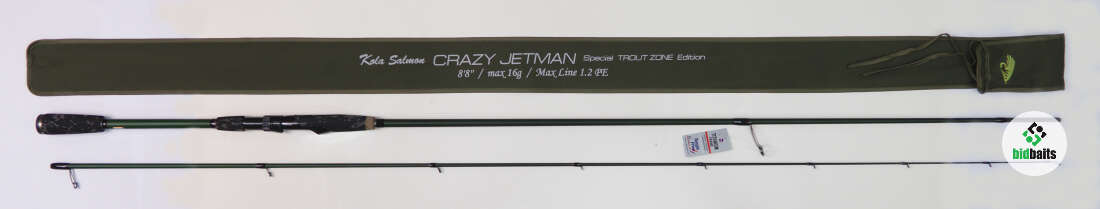 Kola Salmon CRAZY JETMAN Special TROUT ZONE Edition
8'8" / max 16g / Max Line 1.2 PE
bidbaits